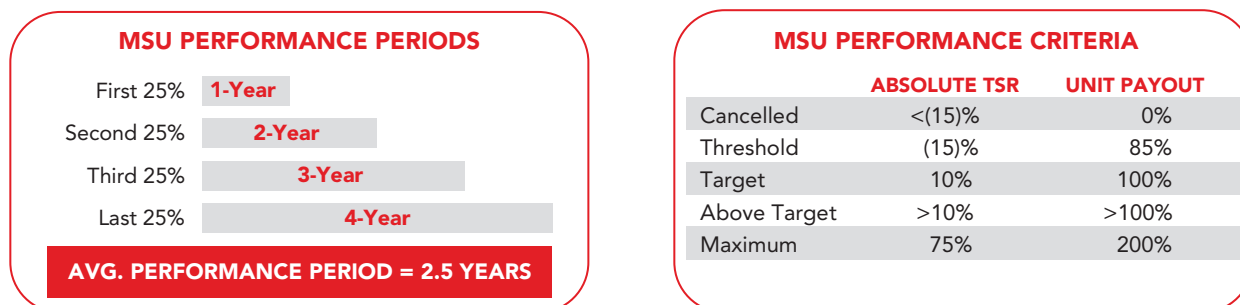 MSU PERFORMANCE PERIODS
First 25% 1-Year
Second 25% 2-Year
Third 25% 3-Year
Last 25% 4-Year
AVG. PERFORMANCE PERIOD = 2.5 YEARS
MSU PERFORMANCE CRITERIA
ABSOLUTE TSR UNIT PAYOUT
Cancelled <(15)% 0%
Threshold (15)% 85%
Target 10% 100%
Above Target >10% >100%
Maximum 75% 200%